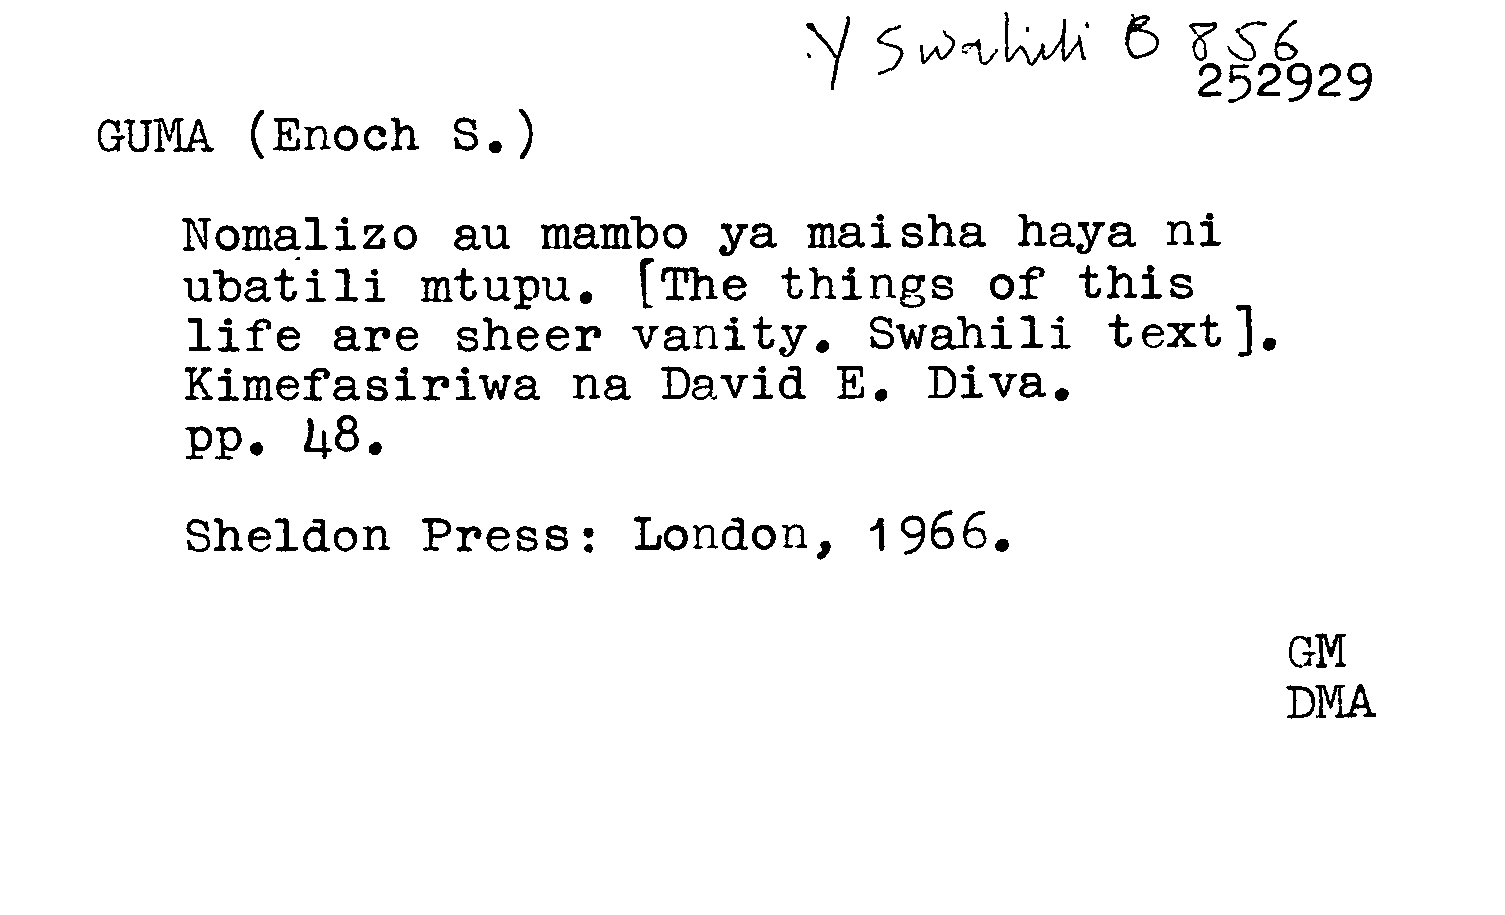 Y Swahili B 856
252929
GUMA (Enoch S.)
Nomalizo au mambo ya maisha haya ni
ubatili mtupu. [The things of this
life are sheer vanity. Swahili text].
Kimefasiriwa na David E. Diva.
pp. 48.
Sheldon Press: London, 1966.
GM
DMA